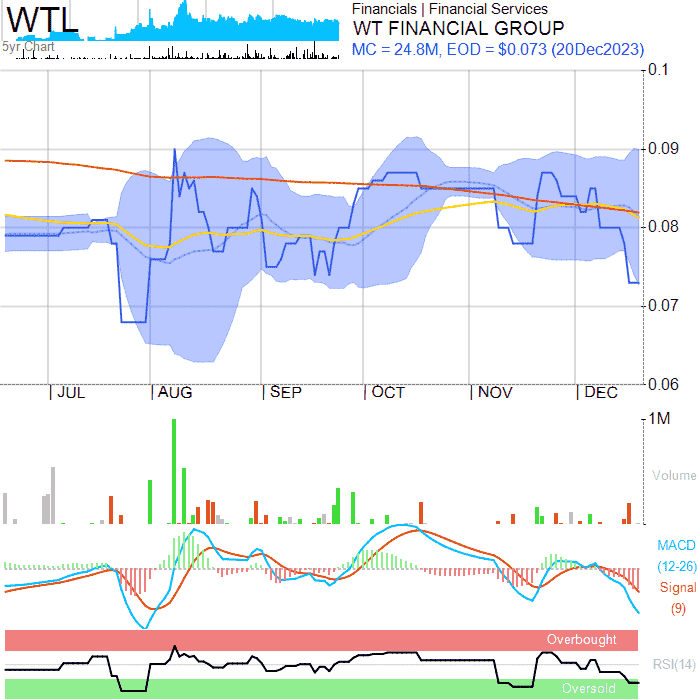 WTL
5yr Chart
Financials | Financial Services
WT FINANCIAL GROUP
MC = 24.8M, EOD = $0.073 (20Dec2023)
0.1
0.09
0.08
0.07
0.06
JUL AUG SEP OCT NOV DEC
1M
Volume
MACD
(12-26)
Signal
(9)
Overbought
RSI(14)
Oversold